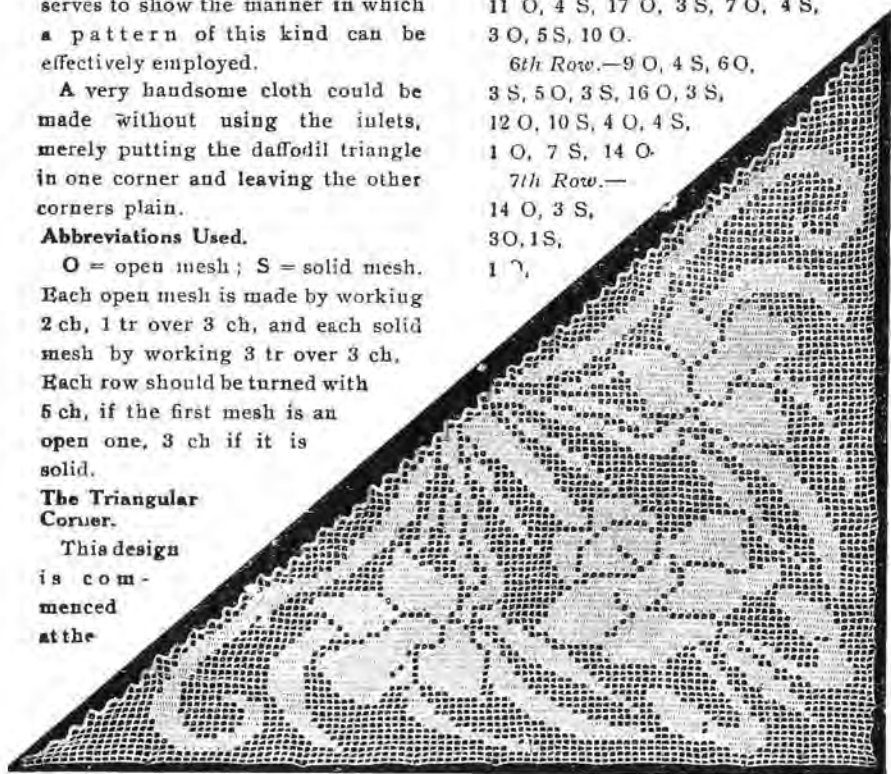 serves to show the manner in which
a pattern of this kind can be
effectively employed.
A very handsome cloth could be
made without using the inlets,
merely putting the daffodil triangle
in one corner and leaving the other
corners plain.
Abbreviations Used.
O = open mesh; S = solid mesh.
Each open mesh is made by working
2 ch, 1 tr over 3 ch, and each solid
mesh by working 3 tr over 3 ch.
Each row should be turned with
5 ch, if the first mesh is an
open one, 3 ch if it is
solid.
The Triangular
Corner.
This design
is com-
menced
at the
11 O, 4 S, 17 O, 3 S, 7 O, 4 S,
3 O, 5 S, 10 O.
6th Row.—9 O, 4 S, 6 O,
3 S, 5 O, 3 S, 16 O, 3 S,
12 O, 10 S, 4 O, 4 S,
1 O, 7 S, 14 O.
7th Row.—
14 O, 3 S,
3 O, 1 S,
1